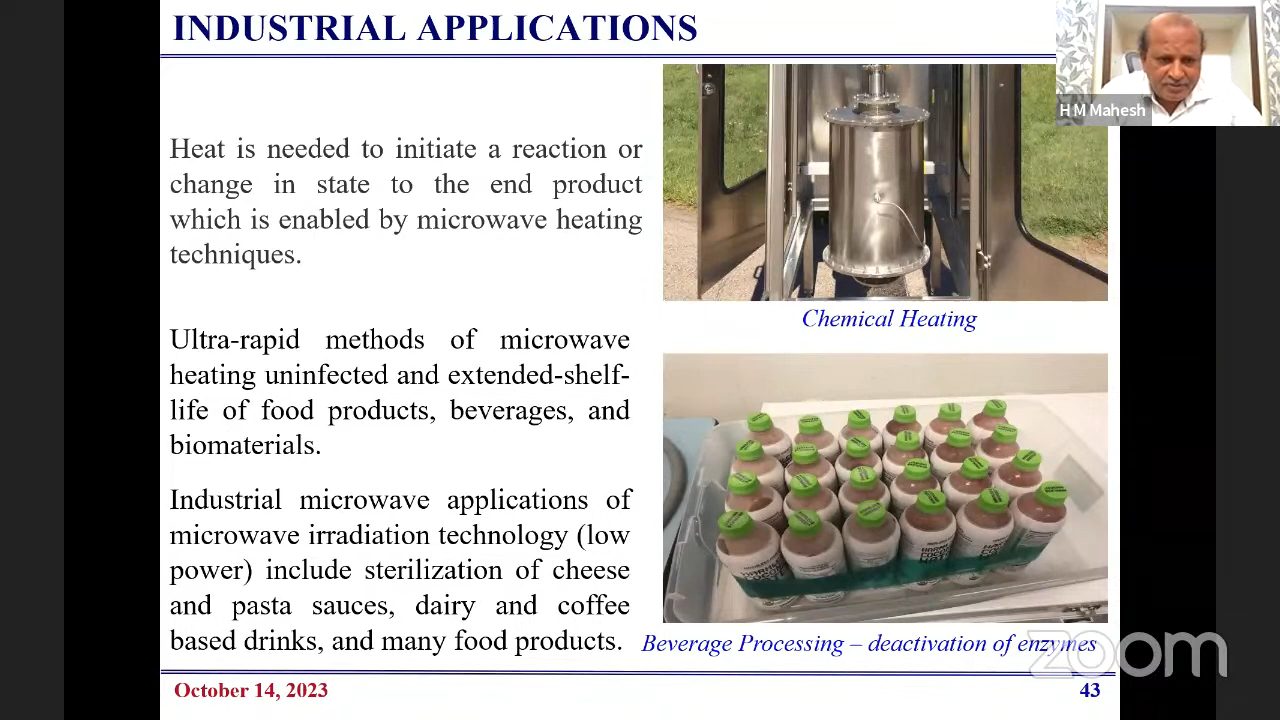 INDUSTRIAL APPLICATIONS
H M Mahesh
Heat is needed to initiate a reaction or
change in state to the end product
which is enabled by microwave heating
techniques.
Chemical Heating
Ultra-rapid methods of microwave
heating uninfected and extended-shelf-
life of food products, beverages, and
biomaterials.
Industrial microwave applications of
microwave irradiation technology (low
power) include sterilization of cheese
and pasta sauces, dairy and coffee
based drinks, and many food products.
Beverage Processing – deactivation of enzymes
zoom
October 14, 2023
43